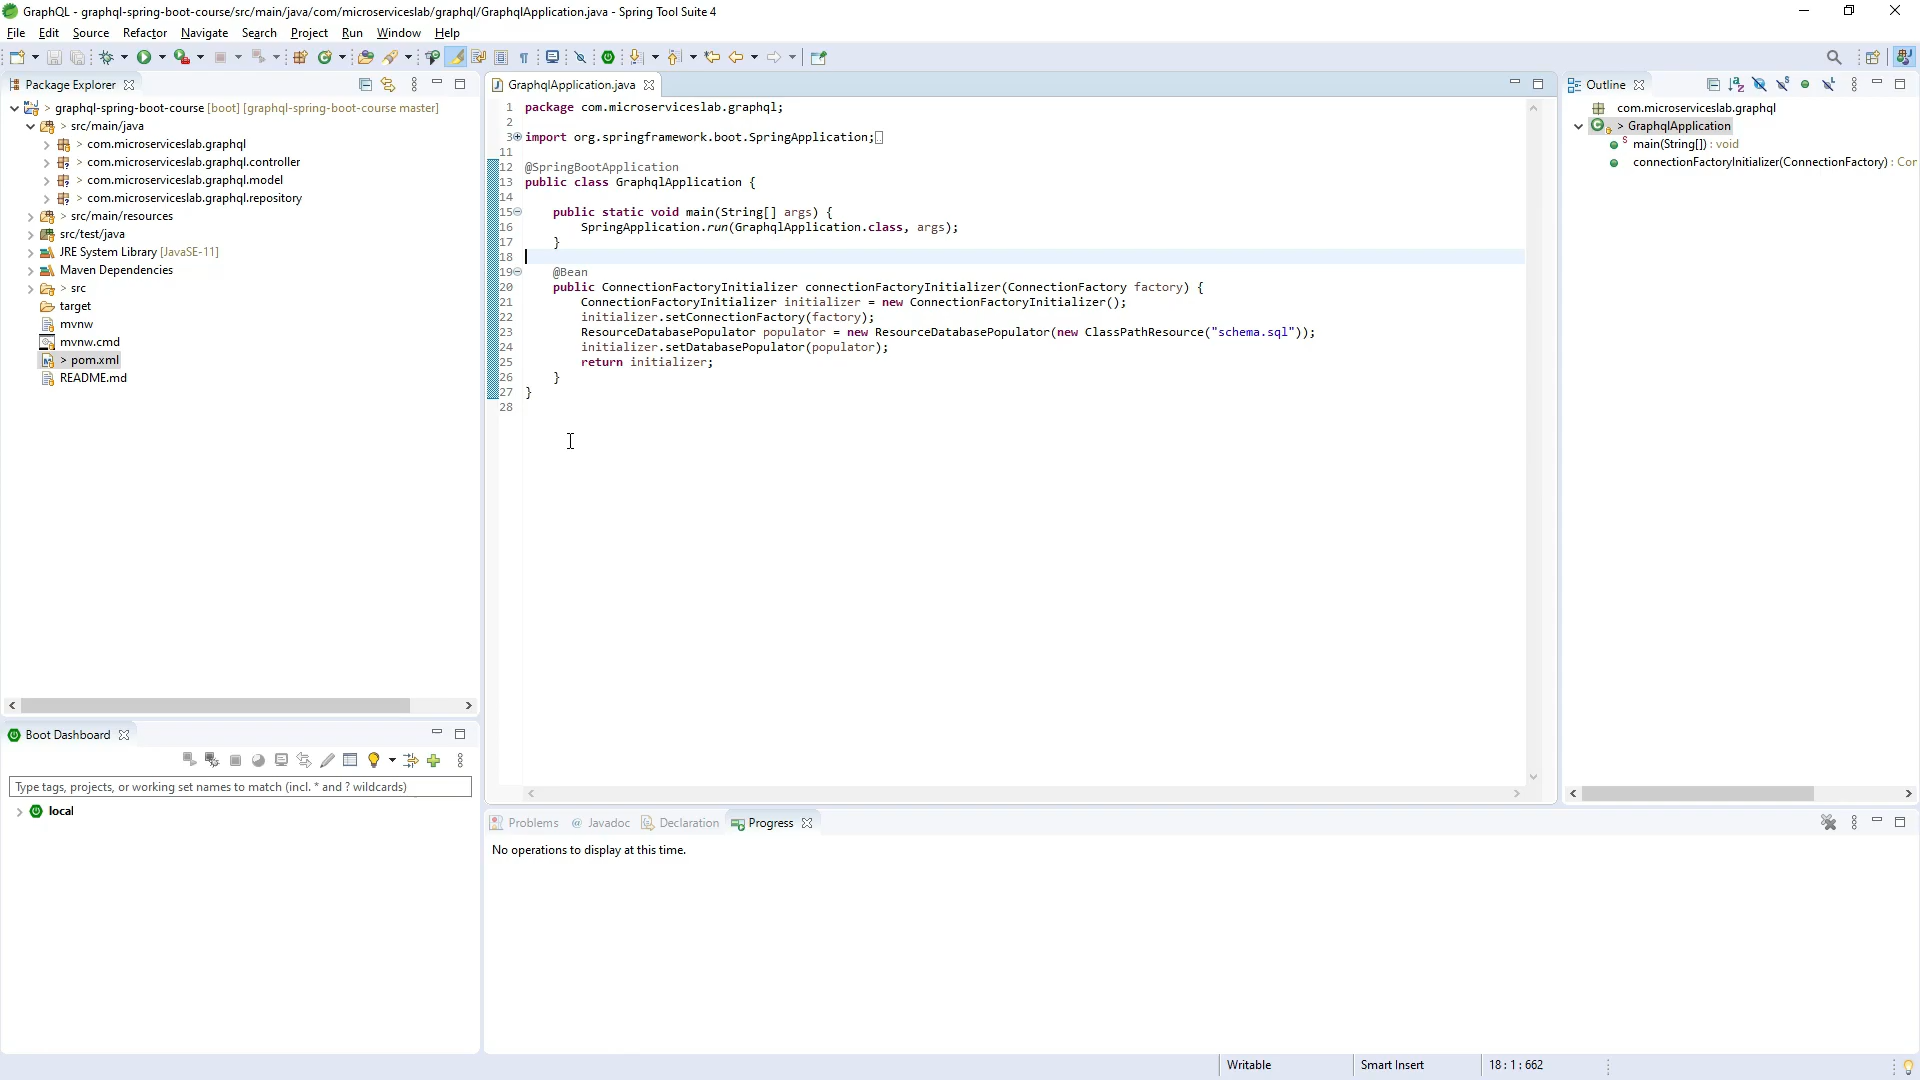 GraphQL - graphql-spring-boot-course/src/main/java/com/microserviceslab/graphql/GraphqlApplication.java - Spring Tool Suite 4
File Edit Source Refactor Navigate Search Project Run Window Help
Package Explorer
> graphql-spring-boot-course [boot] [graphql-spring-boot-course master]
> src/main/java
> com.microserviceslab.graphql
> com.microserviceslab.graphql.controller
> com.microserviceslab.graphql.model
> com.microserviceslab.graphql.repository
> src/main/resources
src/test/java
JRE System Library [JavaSE-11]
Maven Dependencies
> src
target
mvnw
mvnw.cmd
> pom.xml
README.md
Boot Dashboard
Type tags, projects, or working set names to match (incl. * and ? wildcards)
local
GraphqlApplication.java
1 package com.microserviceslab.graphql;
2
3 import org.springframework.boot.SpringApplication;
11
12 @SpringBootApplication
13 public class GraphqlApplication {
14
15 public static void main(String[] args) {
16 SpringApplication.run(GraphqlApplication.class, args);
17 }
18
19 @Bean
20 public ConnectionFactoryInitializer connectionFactoryInitializer(ConnectionFactory factory) {
21 ConnectionFactoryInitializer initializer = new ConnectionFactoryInitializer();
22 initializer.setConnectionFactory(factory);
23 ResourceDatabasePopulator populator = new ResourceDatabasePopulator(new ClassPathResource("schema.sql"));
24 initializer.setDatabasePopulator(populator);
25 return initializer;
26 }
27 }
28
Outline
com.microserviceslab.graphql
> GraphqlApplication
main(String[]) : void
connectionFactoryInitializer(ConnectionFactory) : Cor
Problems @ Javadoc Declaration Progress
No operations to display at this time.
Writable Smart Insert 18 : 1 : 662